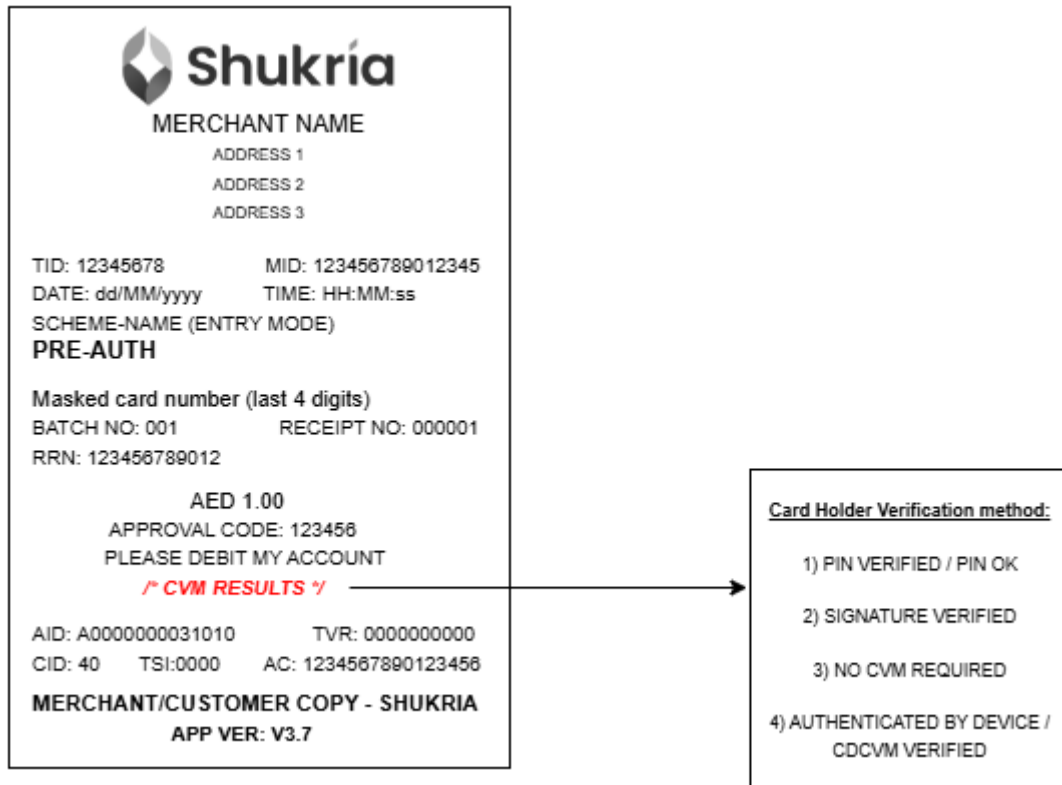 Shukría
MERCHANT NAME
ADDRESS 1
ADDRESS 2
ADDRESS 3
TID: 12345678 MID: 123456789012345
DATE: dd/MM/yyyy TIME: HH:MM:ss
SCHEME-NAME (ENTRY MODE)
PRE-AUTH
Masked card number (last 4 digits)
BATCH NO: 001 RECEIPT NO: 000001
RRN: 123456789012
AED 1.00
APPROVAL CODE: 123456
PLEASE DEBIT MY ACCOUNT
/* CVM RESULTS */
AID: A0000000031010 TVR: 0000000000
CID: 40 TSI:0000 AC: 1234567890123456
MERCHANT/CUSTOMER COPY - SHUKRIA
APP VER: V3.7
Card Holder Verification method:
1) PIN VERIFIED / PIN OK
2) SIGNATURE VERIFIED
3) NO CVM REQUIRED
4) AUTHENTICATED BY DEVICE /
CDCVM VERIFIED